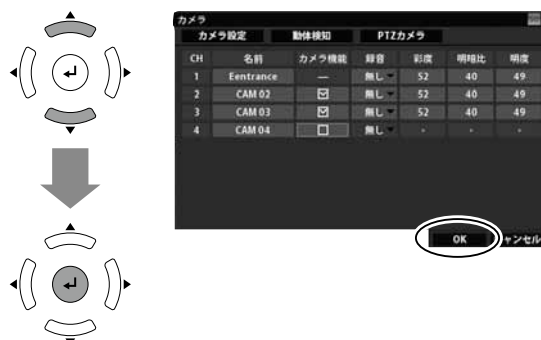 カメラ
カメラ設定 動体検知 PTZカメラ
CH 名前 カメラ機能 録音 彩度 明暗比 明度
1 Eentrance — 無し 52 40 49
2 CAM 02 無し 52 40 49
3 CAM 03 無し 52 40 49
4 CAM 04 無し - - -
OK キャンセル